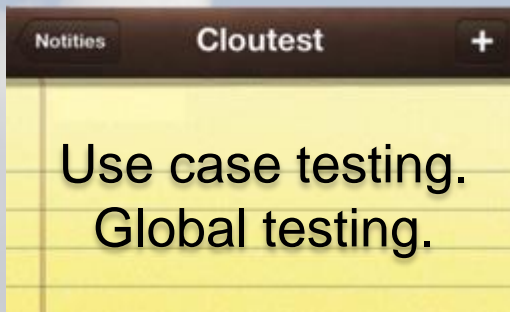 Notities
Cloutest
+
Use case testing.
Global testing.